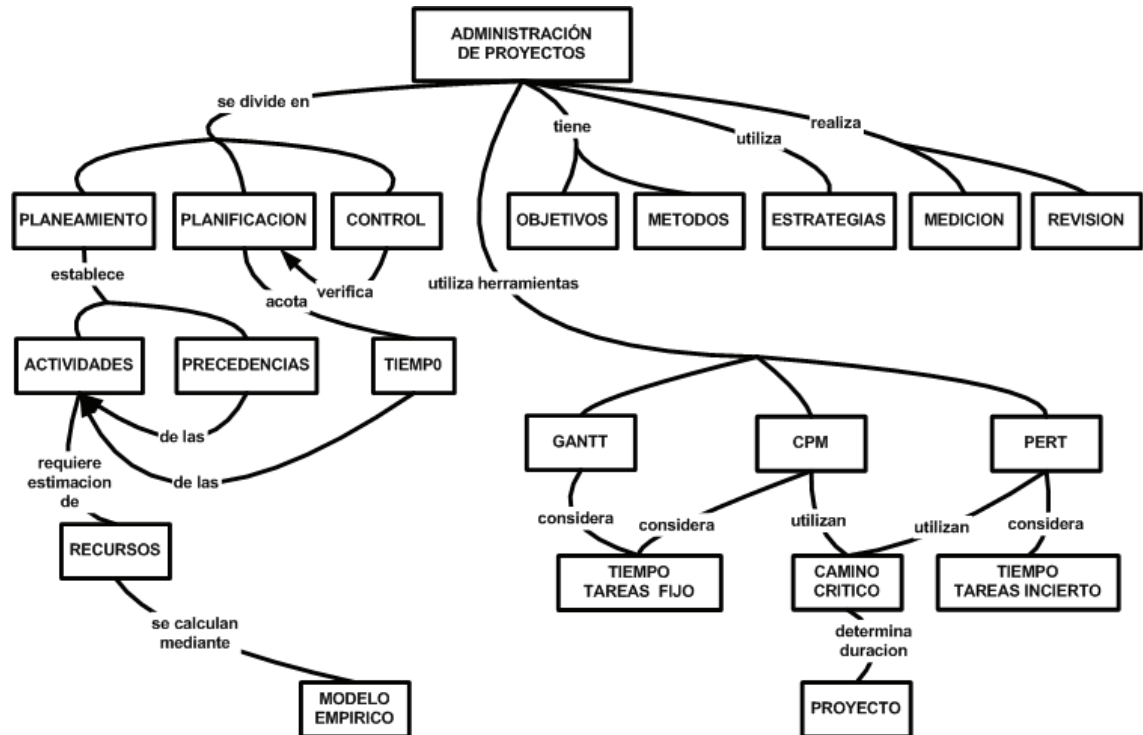 ADMINISTRACIÓN
DE PROYECTOS
se divide en
tiene
utiliza
realiza
PLANEAMIENTO
PLANIFICACION
CONTROL
OBJETIVOS
METODOS
ESTRATEGIAS
MEDICION
REVISION
establece
acota
verifica
utiliza herramientas
ACTIVIDADES
PRECEDENCIAS
TIEMP0
de las
de las
GANTT
CPM
PERT
requiere
estimacion
de
considera
considera
utilizan
utilizan
considera
RECURSOS
TIEMPO
TAREAS FIJO
CAMINO
CRITICO
TIEMPO
TAREAS INCIERTO
se calculan
mediante
determina
duracion
MODELO
EMPIRICO
PROYECTO